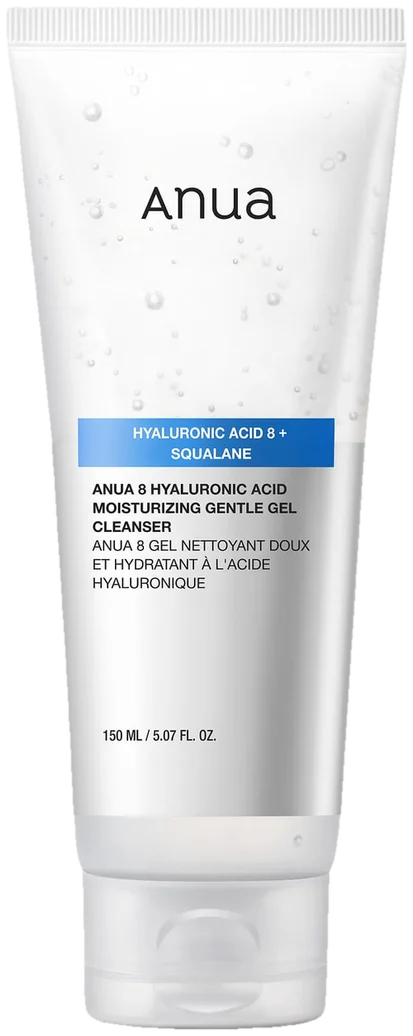 Anua
HYALURONIC ACID 8 +
SQUALANE
ANUA 8 HYALURONIC ACID
MOISTURIZING GENTLE GEL
CLEANSER
ANUA 8 GEL NETTOYANT DOUX
ET HYDRATANT À L'ACIDE
HYALURONIQUE
150 ML / 5.07 FL. OZ.